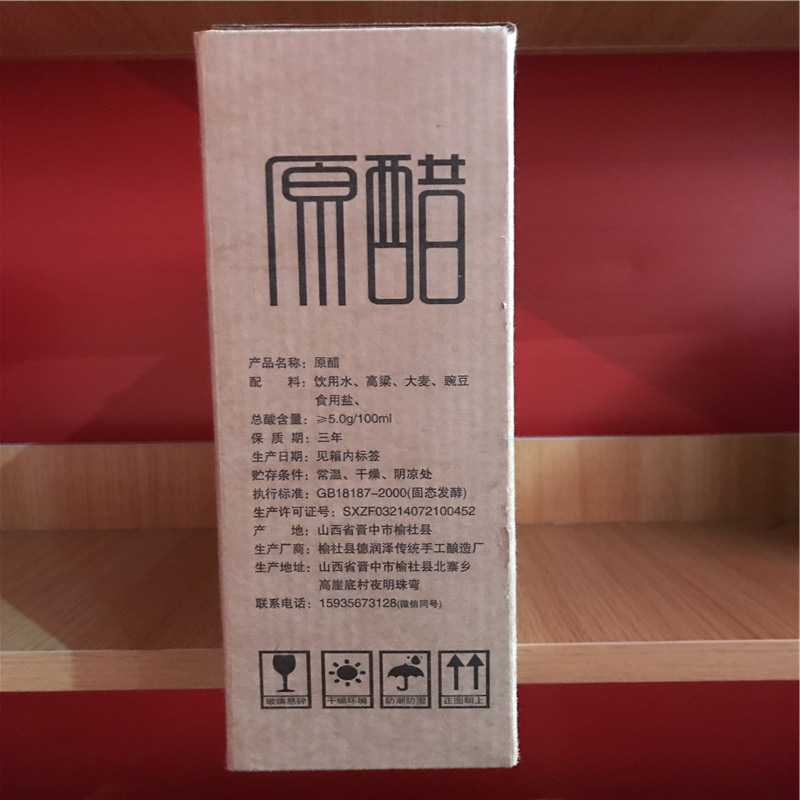 原醋
产品名称：原醋
配 料：饮用水、高粱、大麦、豌豆
食用盐、
总酸含量：≥5.0g/100ml
保 质 期：三年
生产日期：见箱内标签
贮存条件：常温、干燥、阴凉处
执行标准：GB18187-2000(固态发酵)
生产许可证号：SXZF03214072100452
产 地：山西省晋中市榆社县
生产厂商：榆社县德润泽传统手工酿造厂
生产地址：山西省晋中市榆社县北寨乡
高崖底村夜明珠弯
联系电话：15935673128(微信同号)
玻璃易碎 干燥环境 防潮防湿 正面朝上